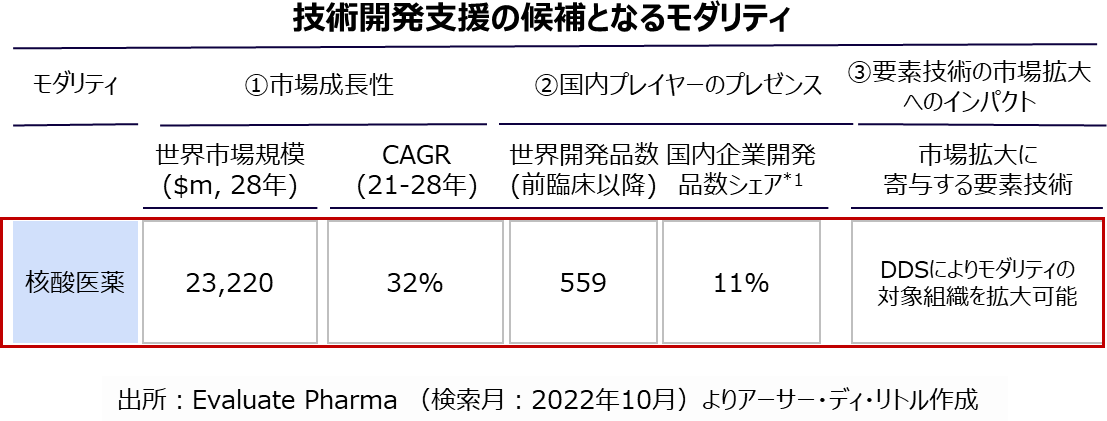 技術開発支援の候補となるモダリティ
モダリティ
①市場成長性
②国内プレイヤーのプレゼンス
③要素技術の市場拡大
へのインパクト
世界市場規模
($m, 28年)
CAGR
(21-28年)
世界開発品数
(前臨床以降)
国内企業開発
品数シェア*1
市場拡大に
寄与する要素技術
核酸医薬
23,220
32%
559
11%
DDSによりモダリティの
対象組織を拡大可能
出所：Evaluate Pharma （検索月：2022年10月）よりアーサー・ディ・リトル作成